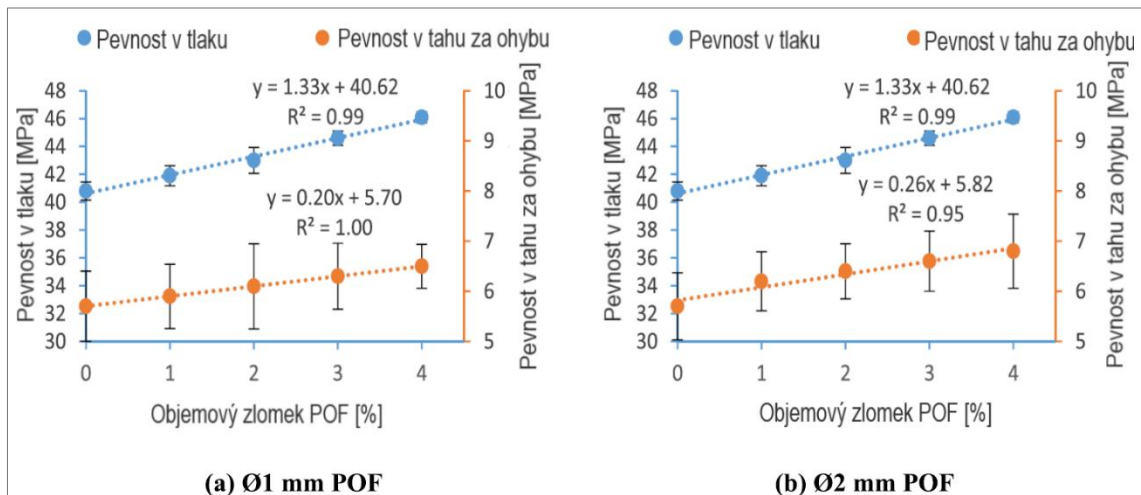 Pevnost v tlaku
Pevnost v tahu za ohybu
y = 1.33x + 40.62
R² = 0.99
0.20x + 5.70
R² = 1.00
Pevnost v tlaku [MPa]
48
46
44
42
40
38
36
34
32
30
10
9
8
7
6
5
Pevnost v tahu za ohybu [MPa]
0 1 2 3 4
Objemový zlomek POF [%]
(a) Ø1 mm POF
Pevnost v tlaku
Pevnost v tahu za ohybu
y = 1.33x + 40.62
R² = 0.99
0.26x + 5.82
R² = 0.95
Pevnost v tlaku [MPa]
48
46
44
42
40
38
36
34
32
30
10
9
8
7
6
5
Pevnost v tahu za ohybu [MPa]
0 1 2 3 4
Objemový zlomek POF [%]
(b) Ø2 mm POF